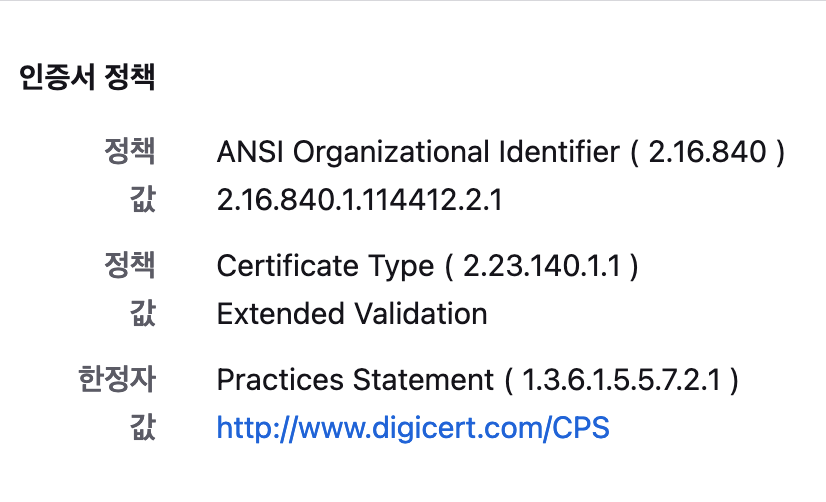 인증서 정책
정책 ANSI Organizational Identifier ( 2.16.840 )
값 2.16.840.1.114412.2.1
정책 Certificate Type ( 2.23.140.1.1 )
값 Extended Validation
한정자 Practices Statement ( 1.3.6.1.5.5.7.2.1 )
값 http://www.digicert.com/CPS